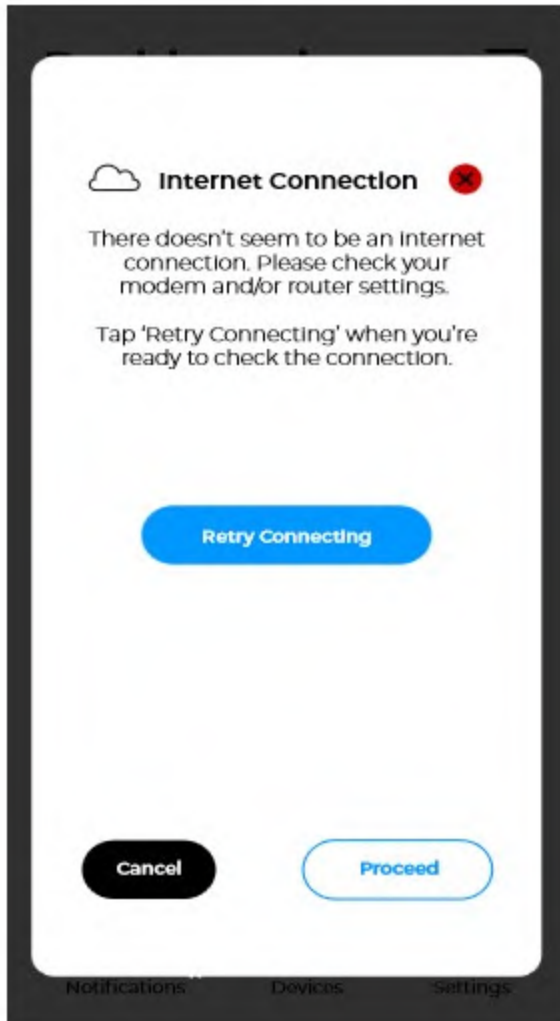 Internet Connection
There doesn't seem to be an internet
connection. Please check your
modem and/or router settings.
Tap 'Retry Connecting' when you're
ready to check the connection.
Retry Connecting
Cancel
Proceed
Notifications Devices Settings